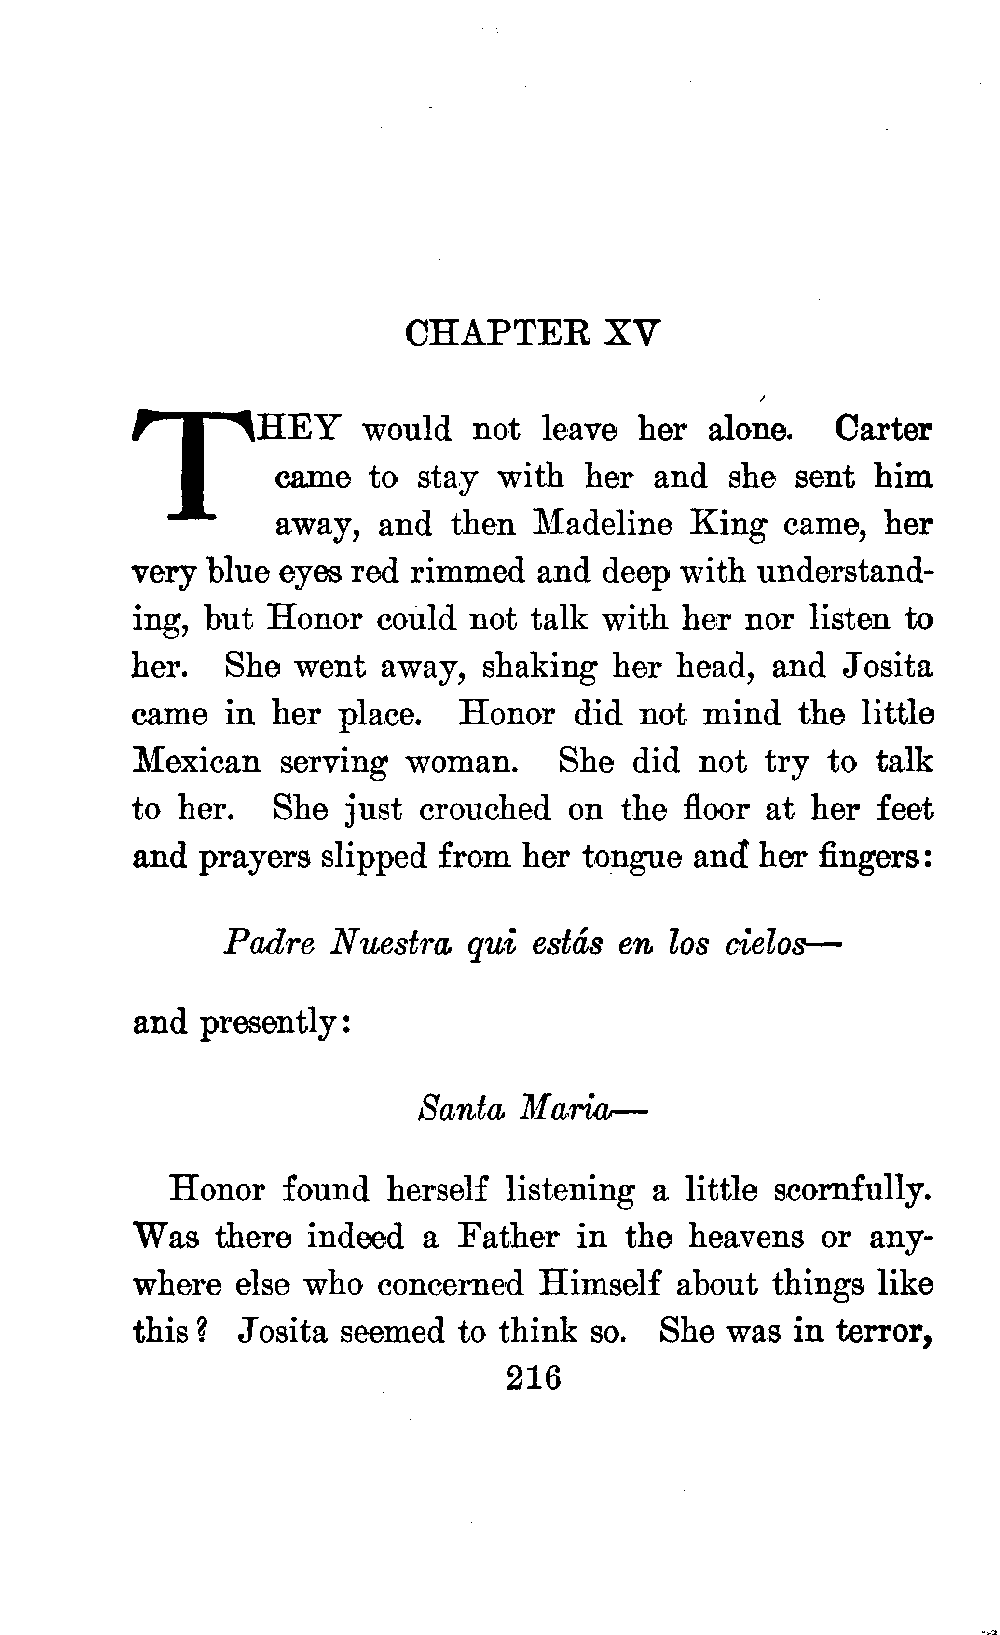 CHAPTER XV
THEY would not leave her alone. Carter
came to stay with her and she sent him
away, and then Madeline King came, her
very blue eyes red rimmed and deep with understand-
ing, but Honor could not talk with her nor listen to
her. She went away, shaking her head, and Josita
came in her place. Honor did not mind the little
Mexican serving woman. She did not try to talk
to her. She just crouched on the floor at her feet
and prayers slipped from her tongue and her fingers:
Padre Nuestra qui estás en los cielos—
and presently:
Santa Maria—
Honor found herself listening a little scornfully.
Was there indeed a Father in the heavens or any-
where else who concerned Himself about things like
this? Josita seemed to think so. She was in terror,
216